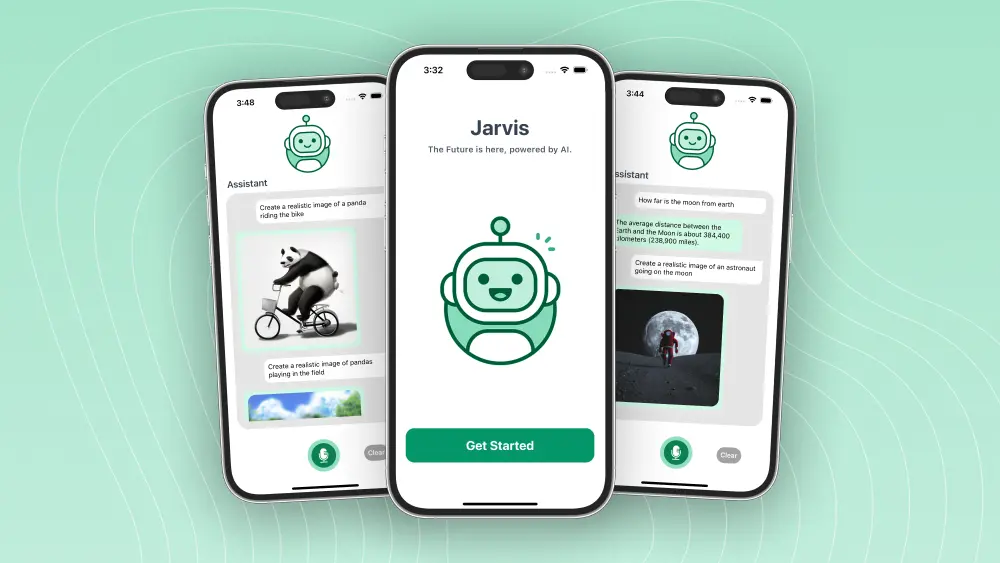 3:48
Assistant
Create a realistic image of a panda
riding the bike
Create a realistic image of pandas
playing in the field
Clear
3:32
Jarvis
The Future is here, powered by AI.
Get Started
3:44
ssistant
How far is the moon from earth
The average distance between the
Earth and the Moon is about 384,400
kilometers (238,900 miles).
Create a realistic image of an astronaut
going on the moon
Clear